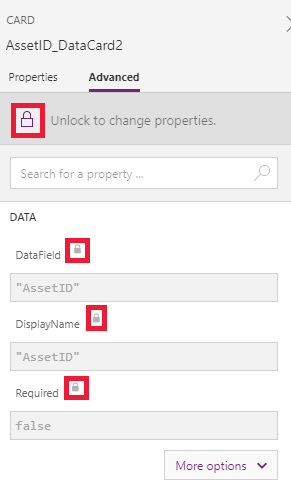 CARD
AssetID_DataCard2
Properties Advanced
Unlock to change properties.
Search for a property ...
DATA
DataField
"AssetID"
DisplayName
"AssetID"
Required
false
More options